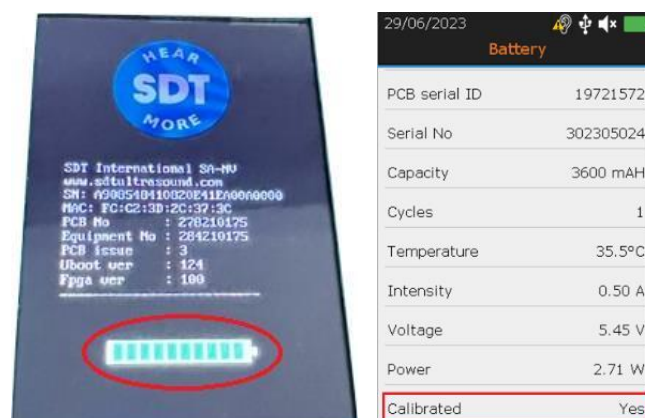 HEAR
SDT
MORE
SDT International SA-NV
www.sdtultrasound.com
SN: A908548410820E41EA00A0000
MAC: FC:C2:3D:2C:37:3C
PCB No : 278210175
Equipment No : 284210175
PCB issue : 3
Uboot ver : 124
Fpga ver : 100
29/06/2023
Battery
PCB serial ID 19721572
Serial No 302305024
Capacity 3600 mAH
Cycles 1
Temperature 35.5°C
Intensity 0.50 A
Voltage 5.45 V
Power 2.71 W
Calibrated Yes